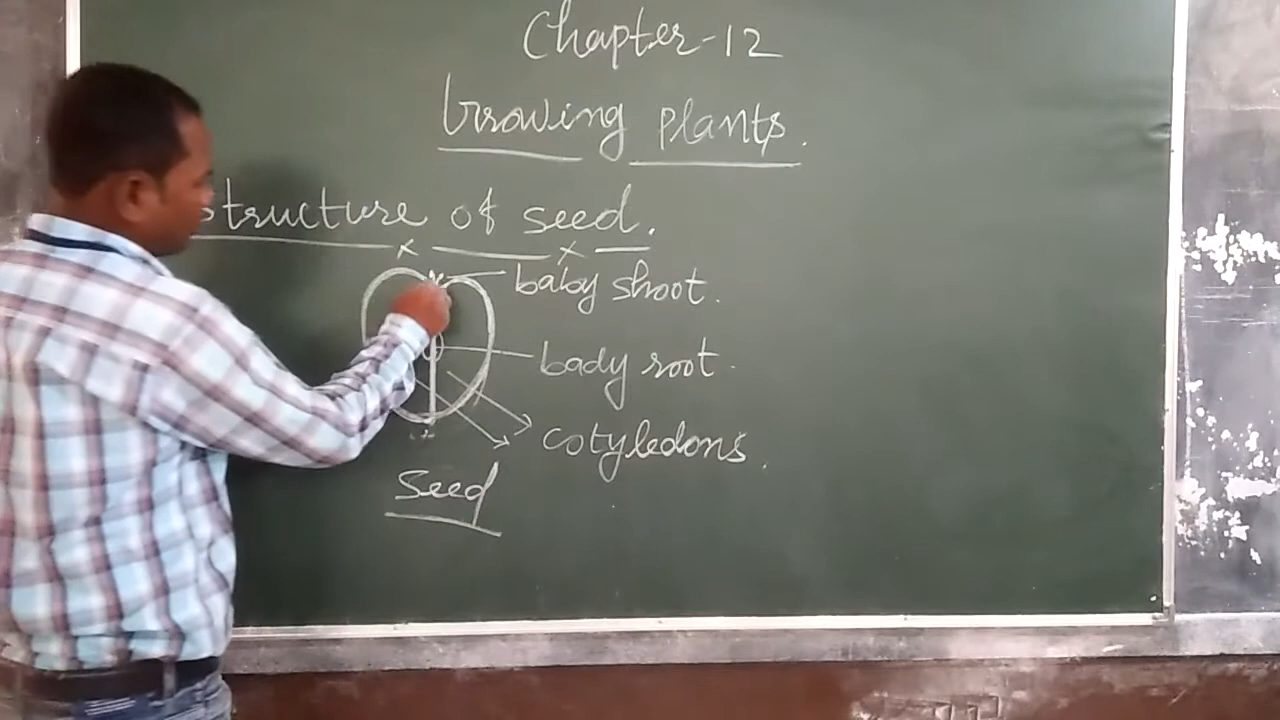 Chapter-12
Growing plants.
structure of seed.
baby shoot.
bady root.
cotyledons.
seed